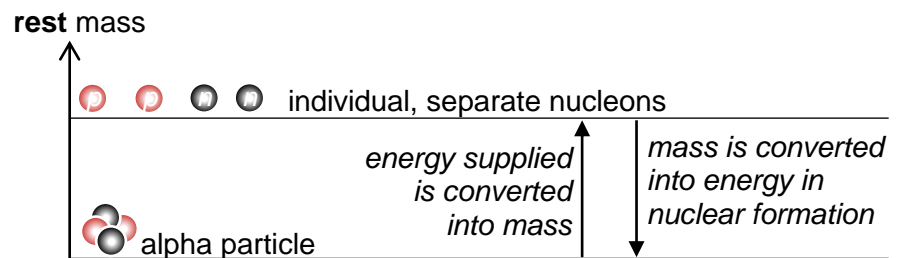 rest mass
p p n n individual, separate nucleons
energy supplied
is converted
into mass
mass is converted
into energy in
nuclear formation
alpha particle